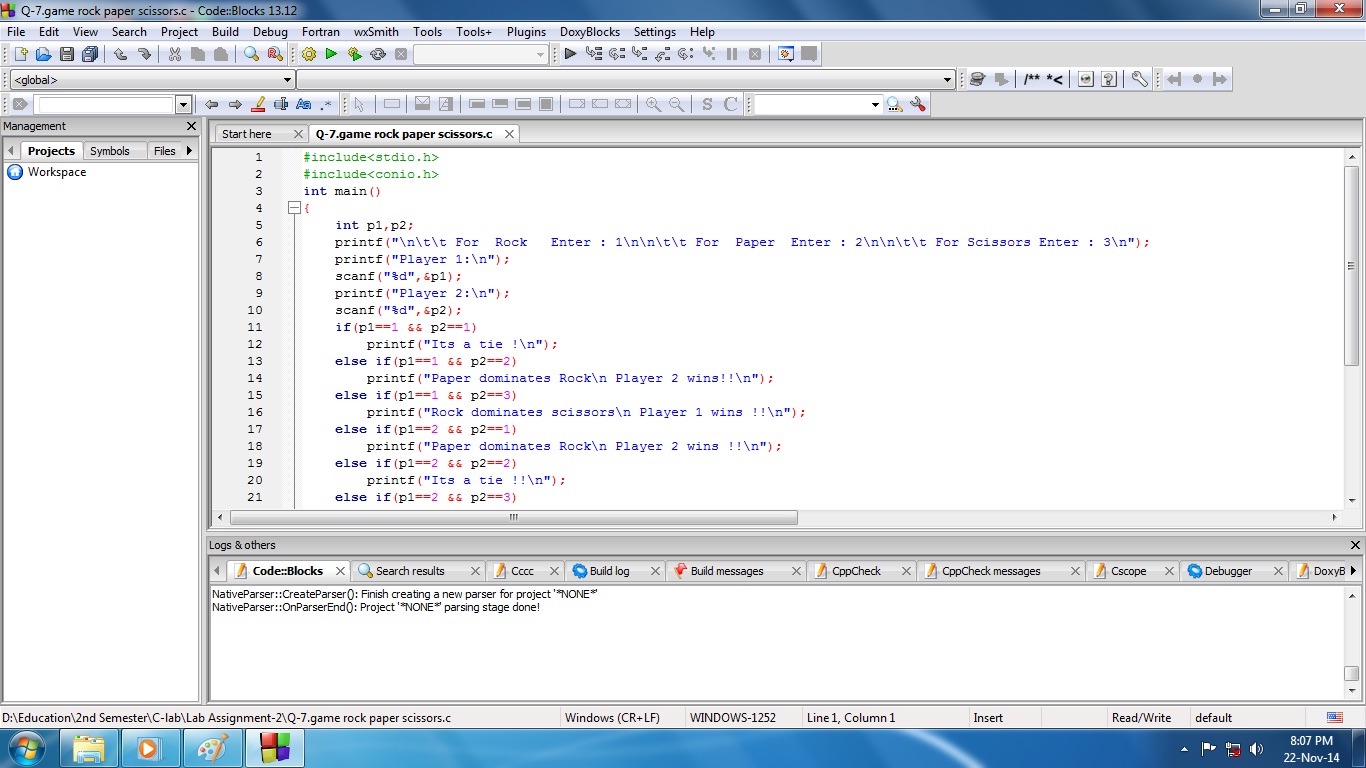 Q-7.game rock paper scissors.c - Code::Blocks 13.12
File Edit View Search Project Build Debug Fortran wxSmith Tools Tools+ Plugins DoxyBlocks Settings Help
<global>
/** *<
Aa .*
S C
Management
Projects Symbols Files
Workspace
Start here Q-7.game rock paper scissors.c
1 #include<stdio.h>
2 #include<conio.h>
3 int main()
4 {
5 int p1,p2;
6 printf("\n\t\t For  Rock   Enter : 1\n\n\t\t For  Paper  Enter : 2\n\n\t\t For Scissors Enter : 3\n");
7 printf("Player 1:\n");
8 scanf("%d",&p1);
9 printf("Player 2:\n");
10 scanf("%d",&p2);
11 if(p1==1 && p2==1)
12 printf("Its a tie !\n");
13 else if(p1==1 && p2==2)
14 printf("Paper dominates Rock\n Player 2 wins!!\n");
15 else if(p1==1 && p2==3)
16 printf("Rock dominates scissors\n Player 1 wins !!\n");
17 else if(p1==2 && p2==1)
18 printf("Paper dominates Rock\n Player 2 wins !!\n");
19 else if(p1==2 && p2==2)
20 printf("Its a tie !!\n");
21 else if(p1==2 && p2==3)
Logs & others
Code::Blocks Search results Cccc Build log Build messages CppCheck CppCheck messages Cscope Debugger DoxyB
NativeParser::CreateParser(): Finish creating a new parser for project '*NONE*'
NativeParser::OnParserEnd(): Project '*NONE*' parsing stage done!
D:\Education\2nd Semester\C-lab\Lab Assignment-2\Q-7.game rock paper scissors.c Windows (CR+LF) WINDOWS-1252 Line 1, Column 1 Insert Read/Write default
8:07 PM
22-Nov-14